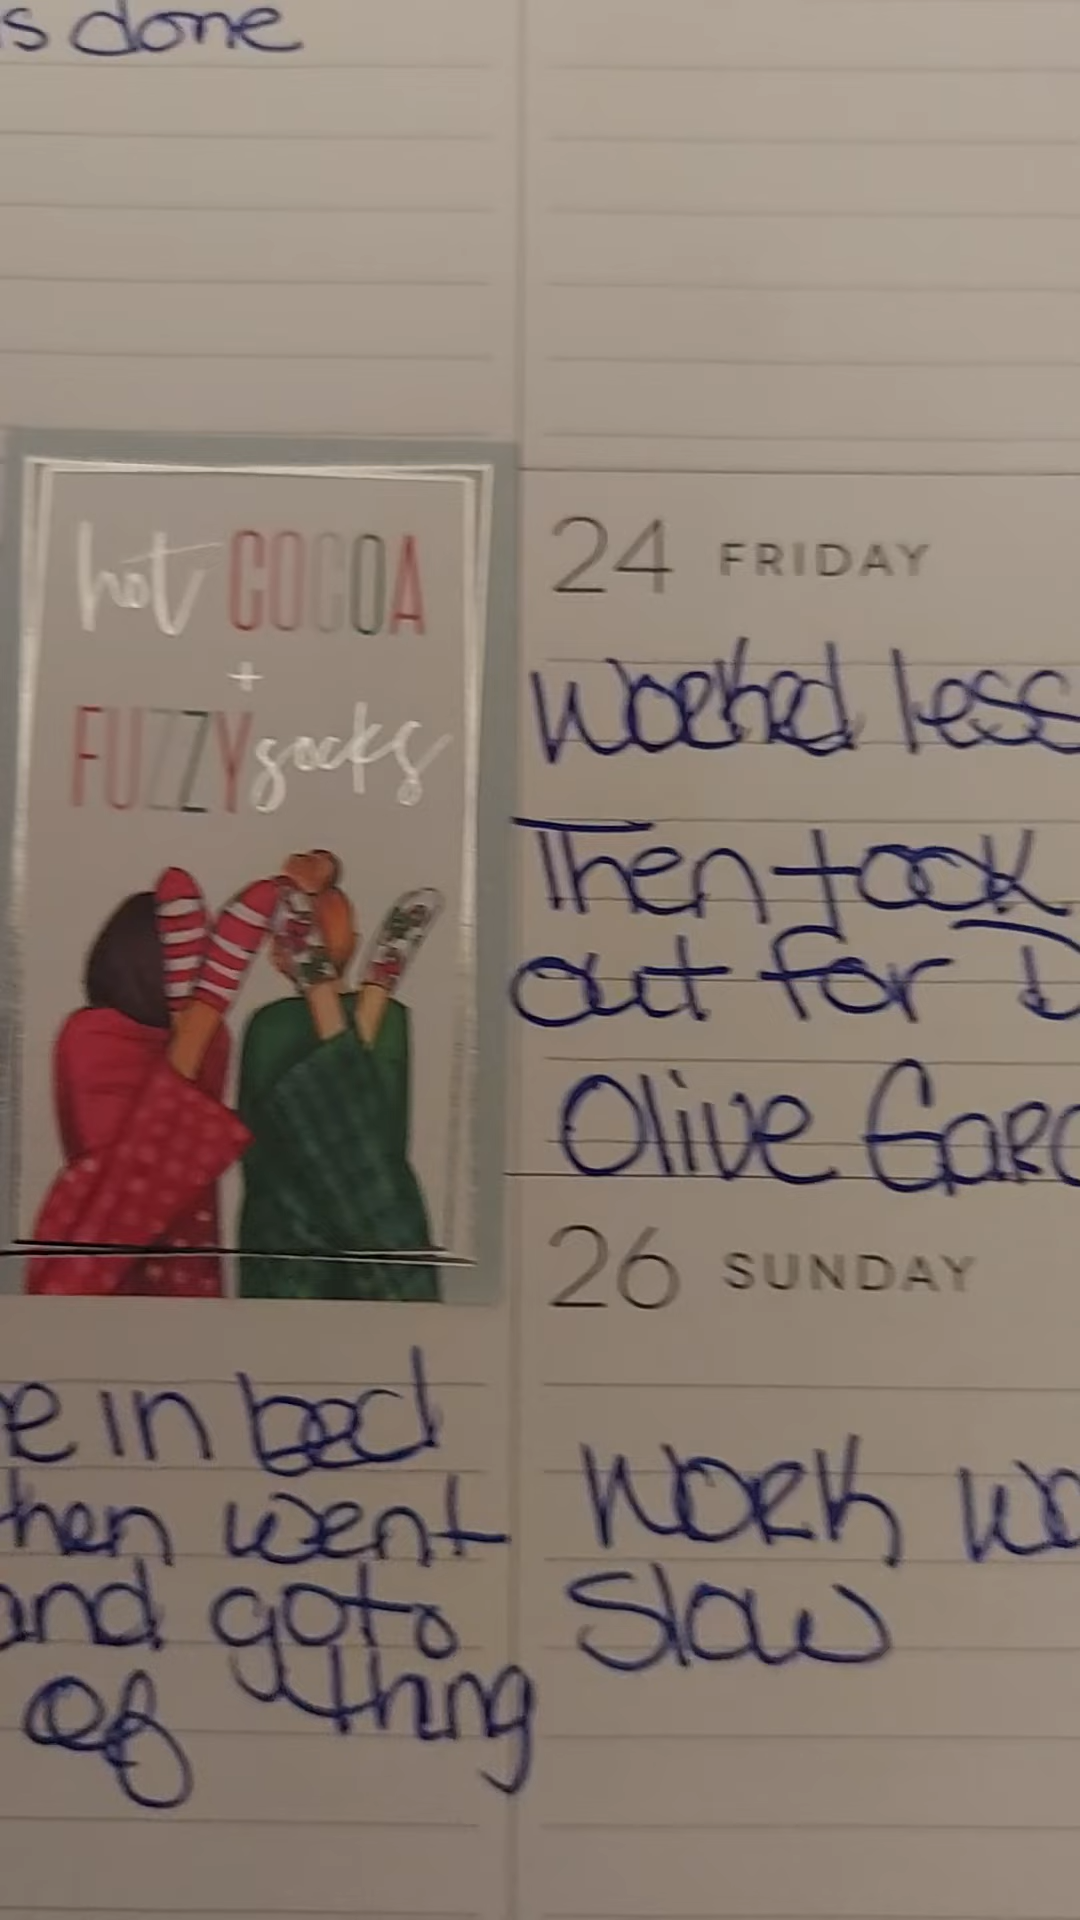 s done
hot COCOA
+
FUZZY socks
24 FRIDAY
Worked less
Then took
out for D
Olive Gard
26 SUNDAY
e in bed
then went
and goto
of thing
Work wa
Slow